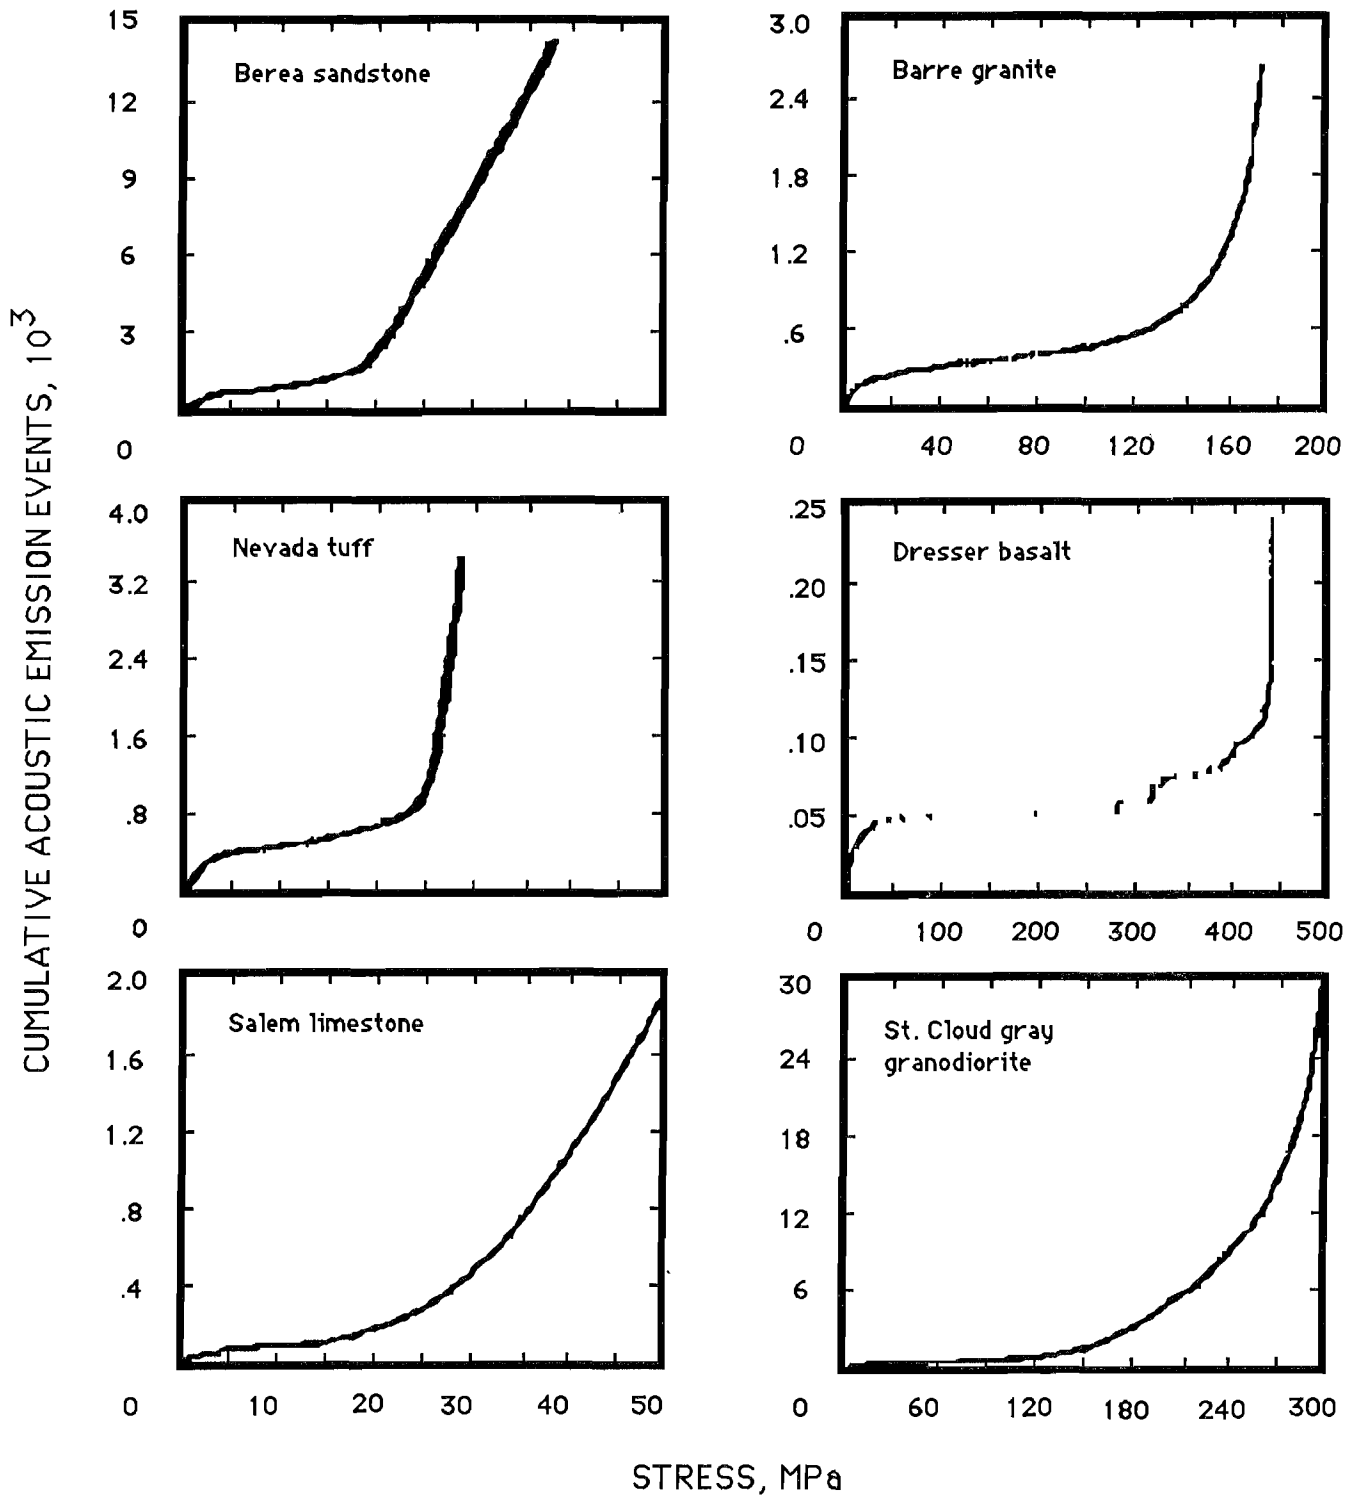 CUMULATIVE ACOUSTIC EMISSION EVENTS, 10³
15
12
9
6
3
0
Berea sandstone
3.0
2.4
1.8
1.2
.6
0 40 80 120 160 200
Barre granite
4.0
3.2
2.4
1.6
.8
0
Nevada tuff
.25
.20
.15
.10
.05
0 100 200 300 400 500
Dresser basalt
2.0
1.6
1.2
.8
.4
0 10 20 30 40 50
Salem limestone
30
24
18
12
6
0 60 120 180 240 300
St. Cloud gray
granodiorite
STRESS, MPa